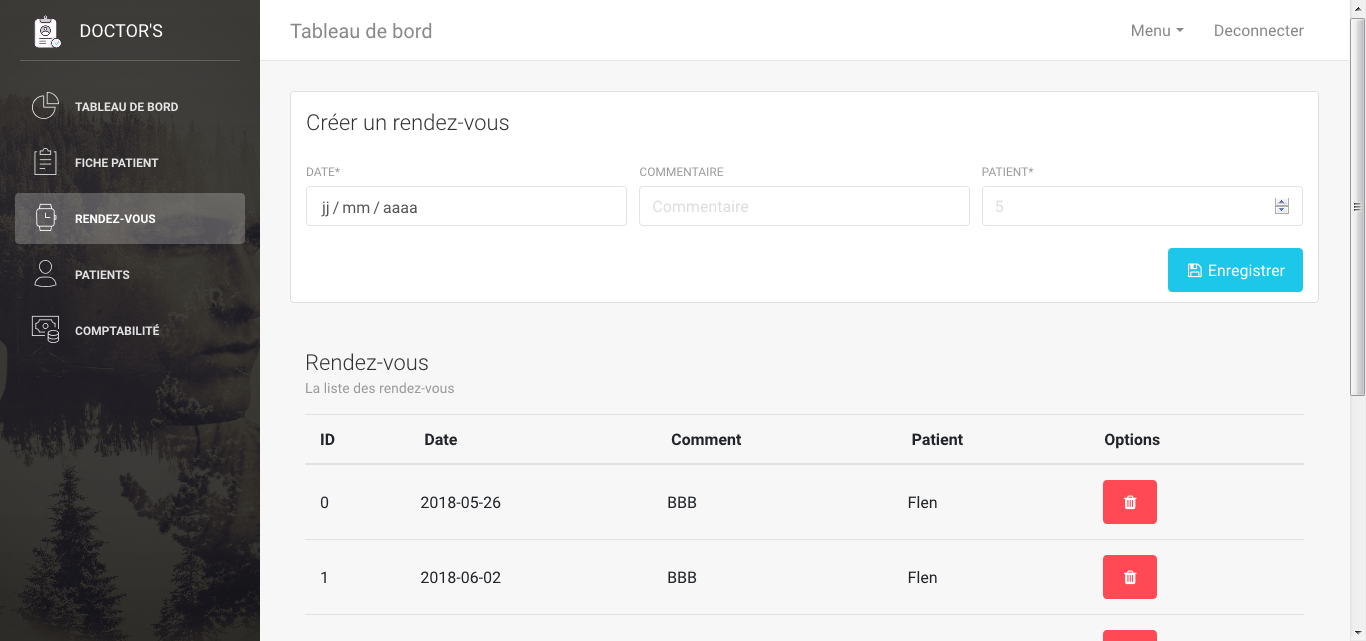 DOCTOR'S
TABLEAU DE BORD
FICHE PATIENT
RENDEZ-VOUS
PATIENTS
COMPTABILITÉ
Tableau de bord
Menu
Deconnecter
Créer un rendez-vous
DATE* COMMENTAIRE PATIENT*
jj / mm / aaaa Commentaire 5
Enregistrer
Rendez-vous
La liste des rendez-vous
ID Date Comment Patient Options
0 2018-05-26 BBB Flen
1 2018-06-02 BBB Flen